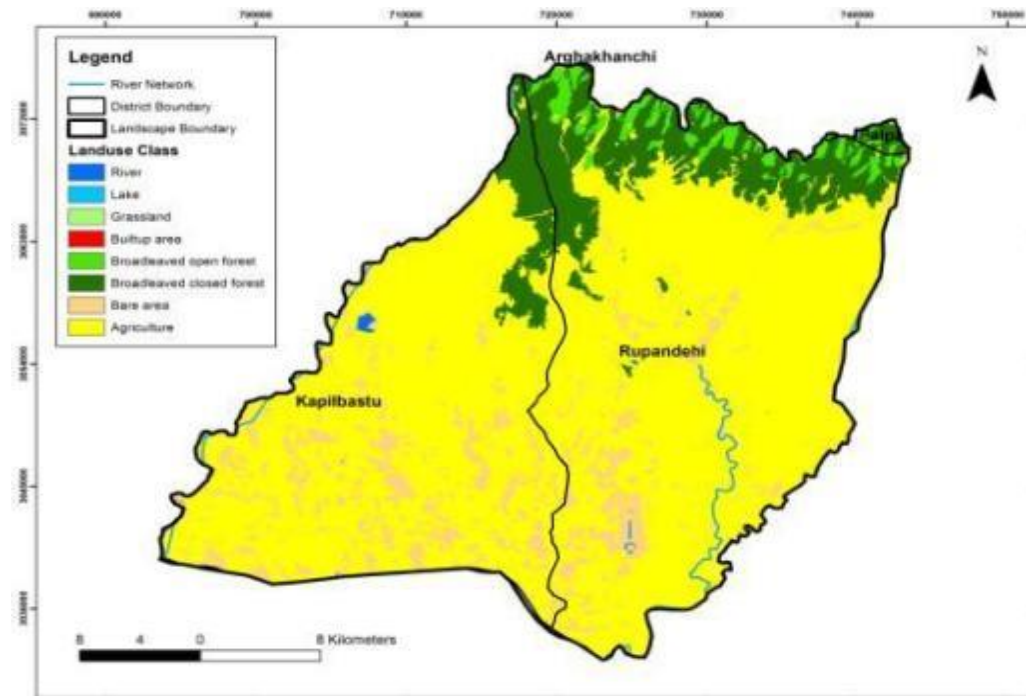 700000
710000
720000
730000
740000
Legend
River Network
District Boundary
Landscape Boundary
Landuse Class
River
Lake
Grassland
Builtup area
Broadleaved open forest
Broadleaved closed forest
Bare area
Agriculture
Arghakhanchi
N
Rupandehi
Kapilbastu
8 4 0 8 Kilometers